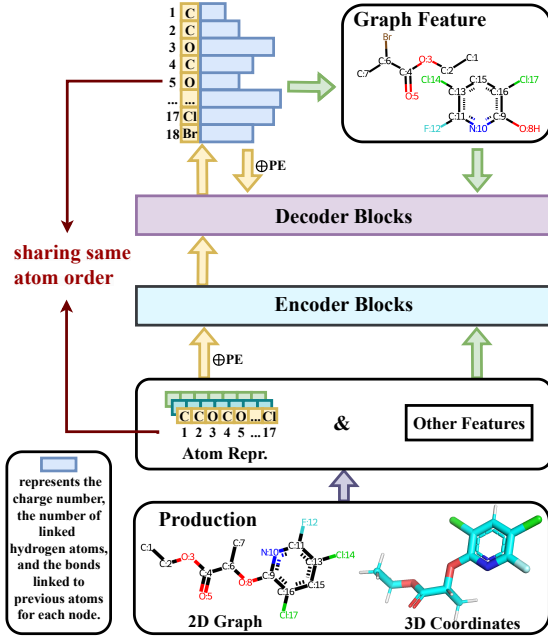 1 C
2 C
3 O
4 C
5 O
... ...
17 Cl
18 Br
Graph Feature
Br
C:6
O:3
C:1
C:7
C:4
C:2
O:5
Cl:14
C:15
Cl:17
C:13
C:16
F:12
C:11
N:10
C:9
O:8H
⊕PE
Decoder Blocks
sharing same
atom order
Encoder Blocks
⊕PE
C C O C O ... Cl
1 2 3 4 5 ...17
Atom Repr.
&
Other Features
represents the
charge number,
the number of
linked
hydrogen atoms,
and the bonds
linked to
previous atoms
for each node.
Production
F:12
C:1
C:7
N:10
C:11
O:3
Cl:14
C:2
C:4
C:6
C:13
C:9
O:5
O:8
C:15
C:16
Cl:17
2D Graph
3D Coordinates